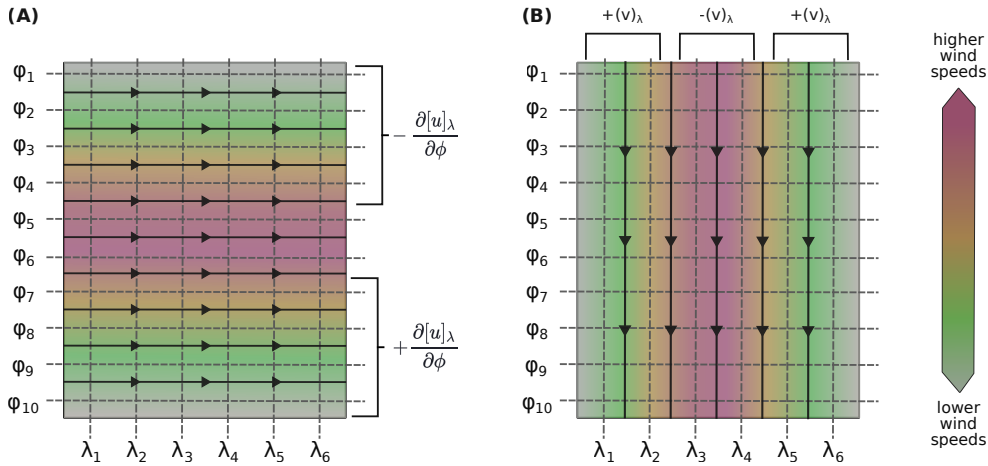 (A)
φ1
φ2
φ3
φ4
φ5
φ6
φ7
φ8
φ9
φ10
λ1 λ2 λ3 λ4 λ5 λ6
− ∂[u]λ
∂ϕ
+ ∂[u]λ
∂ϕ
(B)
+(v)λ -(v)λ +(v)λ
φ1
φ2
φ3
φ4
φ5
φ6
φ7
φ8
φ9
φ10
λ1 λ2 λ3 λ4 λ5 λ6
higher
wind
speeds
lower
wind
speeds